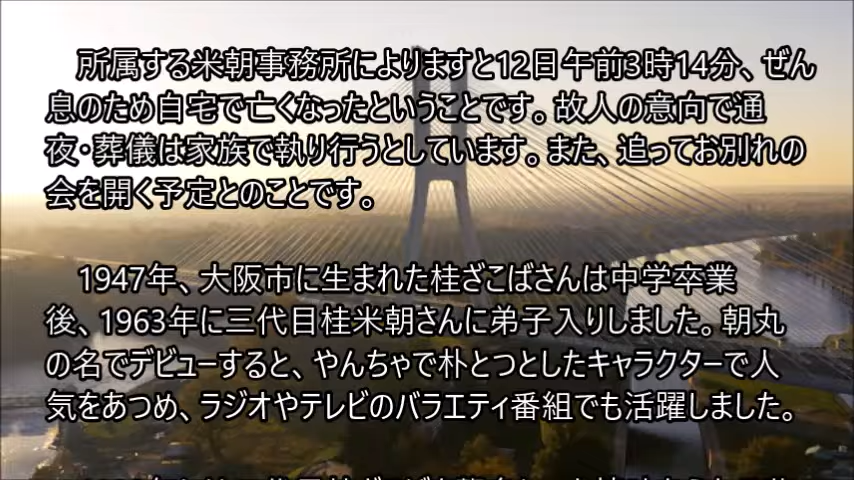 所属する米朝事務所によりますと12日午前3時14分、ぜん
息のため自宅で亡くなったということです。故人の意向で通
夜・葬儀は家族で執り行うとしています。また、追ってお別れの
会を開く予定とのことです。
1947年、大阪市に生まれた桂ざこばさんは中学卒業
後、1963年に三代目桂米朝さんに弟子入りしました。朝丸
の名でデビューすると、やんちゃで朴とつとしたキャラクターで人
気をあつめ、ラジオやテレビのバラエティ番組でも活躍しました。